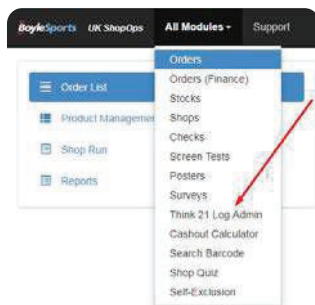 BoyleSports UK ShopOps All Modules Support
Orders
Orders (Finance)
Stocks
Shops
Checks
Screen Tests
Posters
Surveys
Think 21 Log Admin
Cashout Calculator
Search Barcode
Shop Quiz
Self-Exclusion
Order List
Product Managemen
Shop Run
Reports